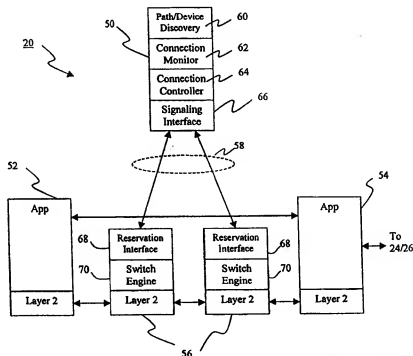 20
50
Path/Device
Discovery
60
Connection
Monitor
62
Connection
Controller
64
Signaling
Interface
66
58
52
54
App
App
To
24/26
68
Reservation
Interface
Reservation
Interface
68
70
Switch
Engine
Switch
Engine
70
Layer 2
Layer 2
Layer 2
Layer 2
56